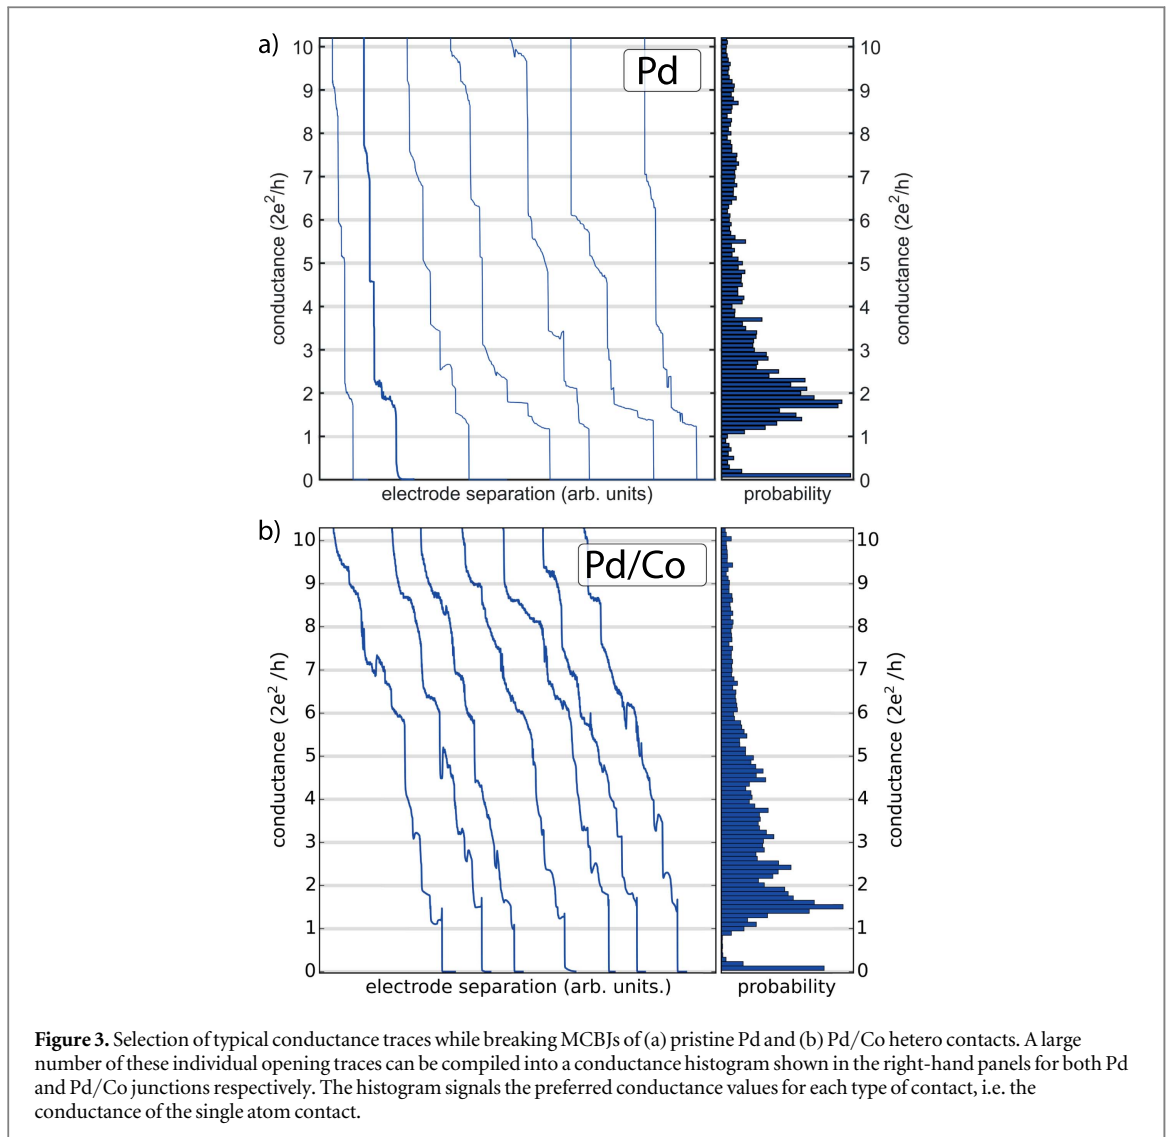 a)
Pd
10
9
8
7
6
5
4
3
2
1
0
conductance (2e²/h)
electrode separation (arb. units)
10
9
8
7
6
5
4
3
2
1
0
conductance (2e²/h)
probability
b)
Pd/Co
10
9
8
7
6
5
4
3
2
1
0
conductance (2e² /h)
electrode separation (arb. units.)
10
9
8
7
6
5
4
3
2
1
0
conductance (2e² /h)
probability
Figure 3. Selection of typical conductance traces while breaking MCBJs of (a) pristine Pd and (b) Pd/Co hetero contacts. A large
number of these individual opening traces can be compiled into a conductance histogram shown in the right-hand panels for both Pd
and Pd/Co junctions respectively. The histogram signals the preferred conductance values for each type of contact, i.e. the
conductance of the single atom contact.